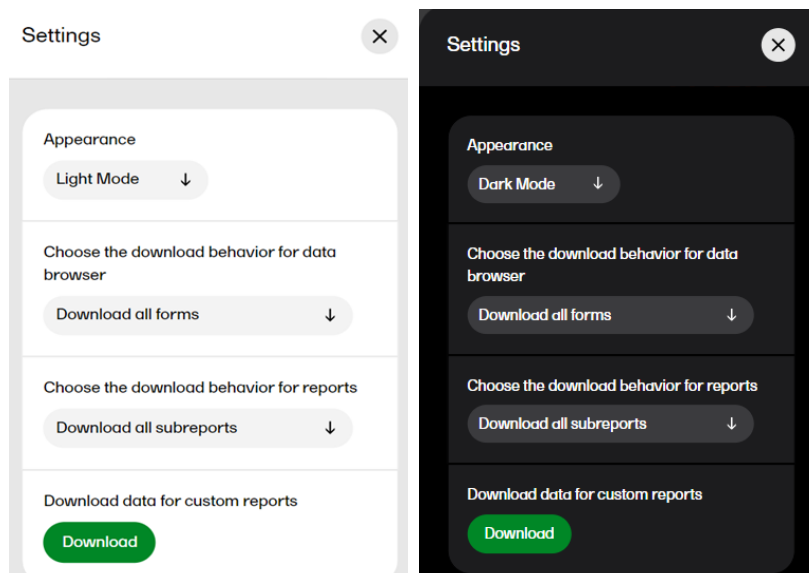 Settings
Appearance
Light Mode
Choose the download behavior for data
browser
Download all forms
Choose the download behavior for reports
Download all subreports
Download data for custom reports
Download
Settings
Appearance
Dark Mode
Choose the download behavior for data
browser
Download all forms
Choose the download behavior for reports
Download all subreports
Download data for custom reports
Download